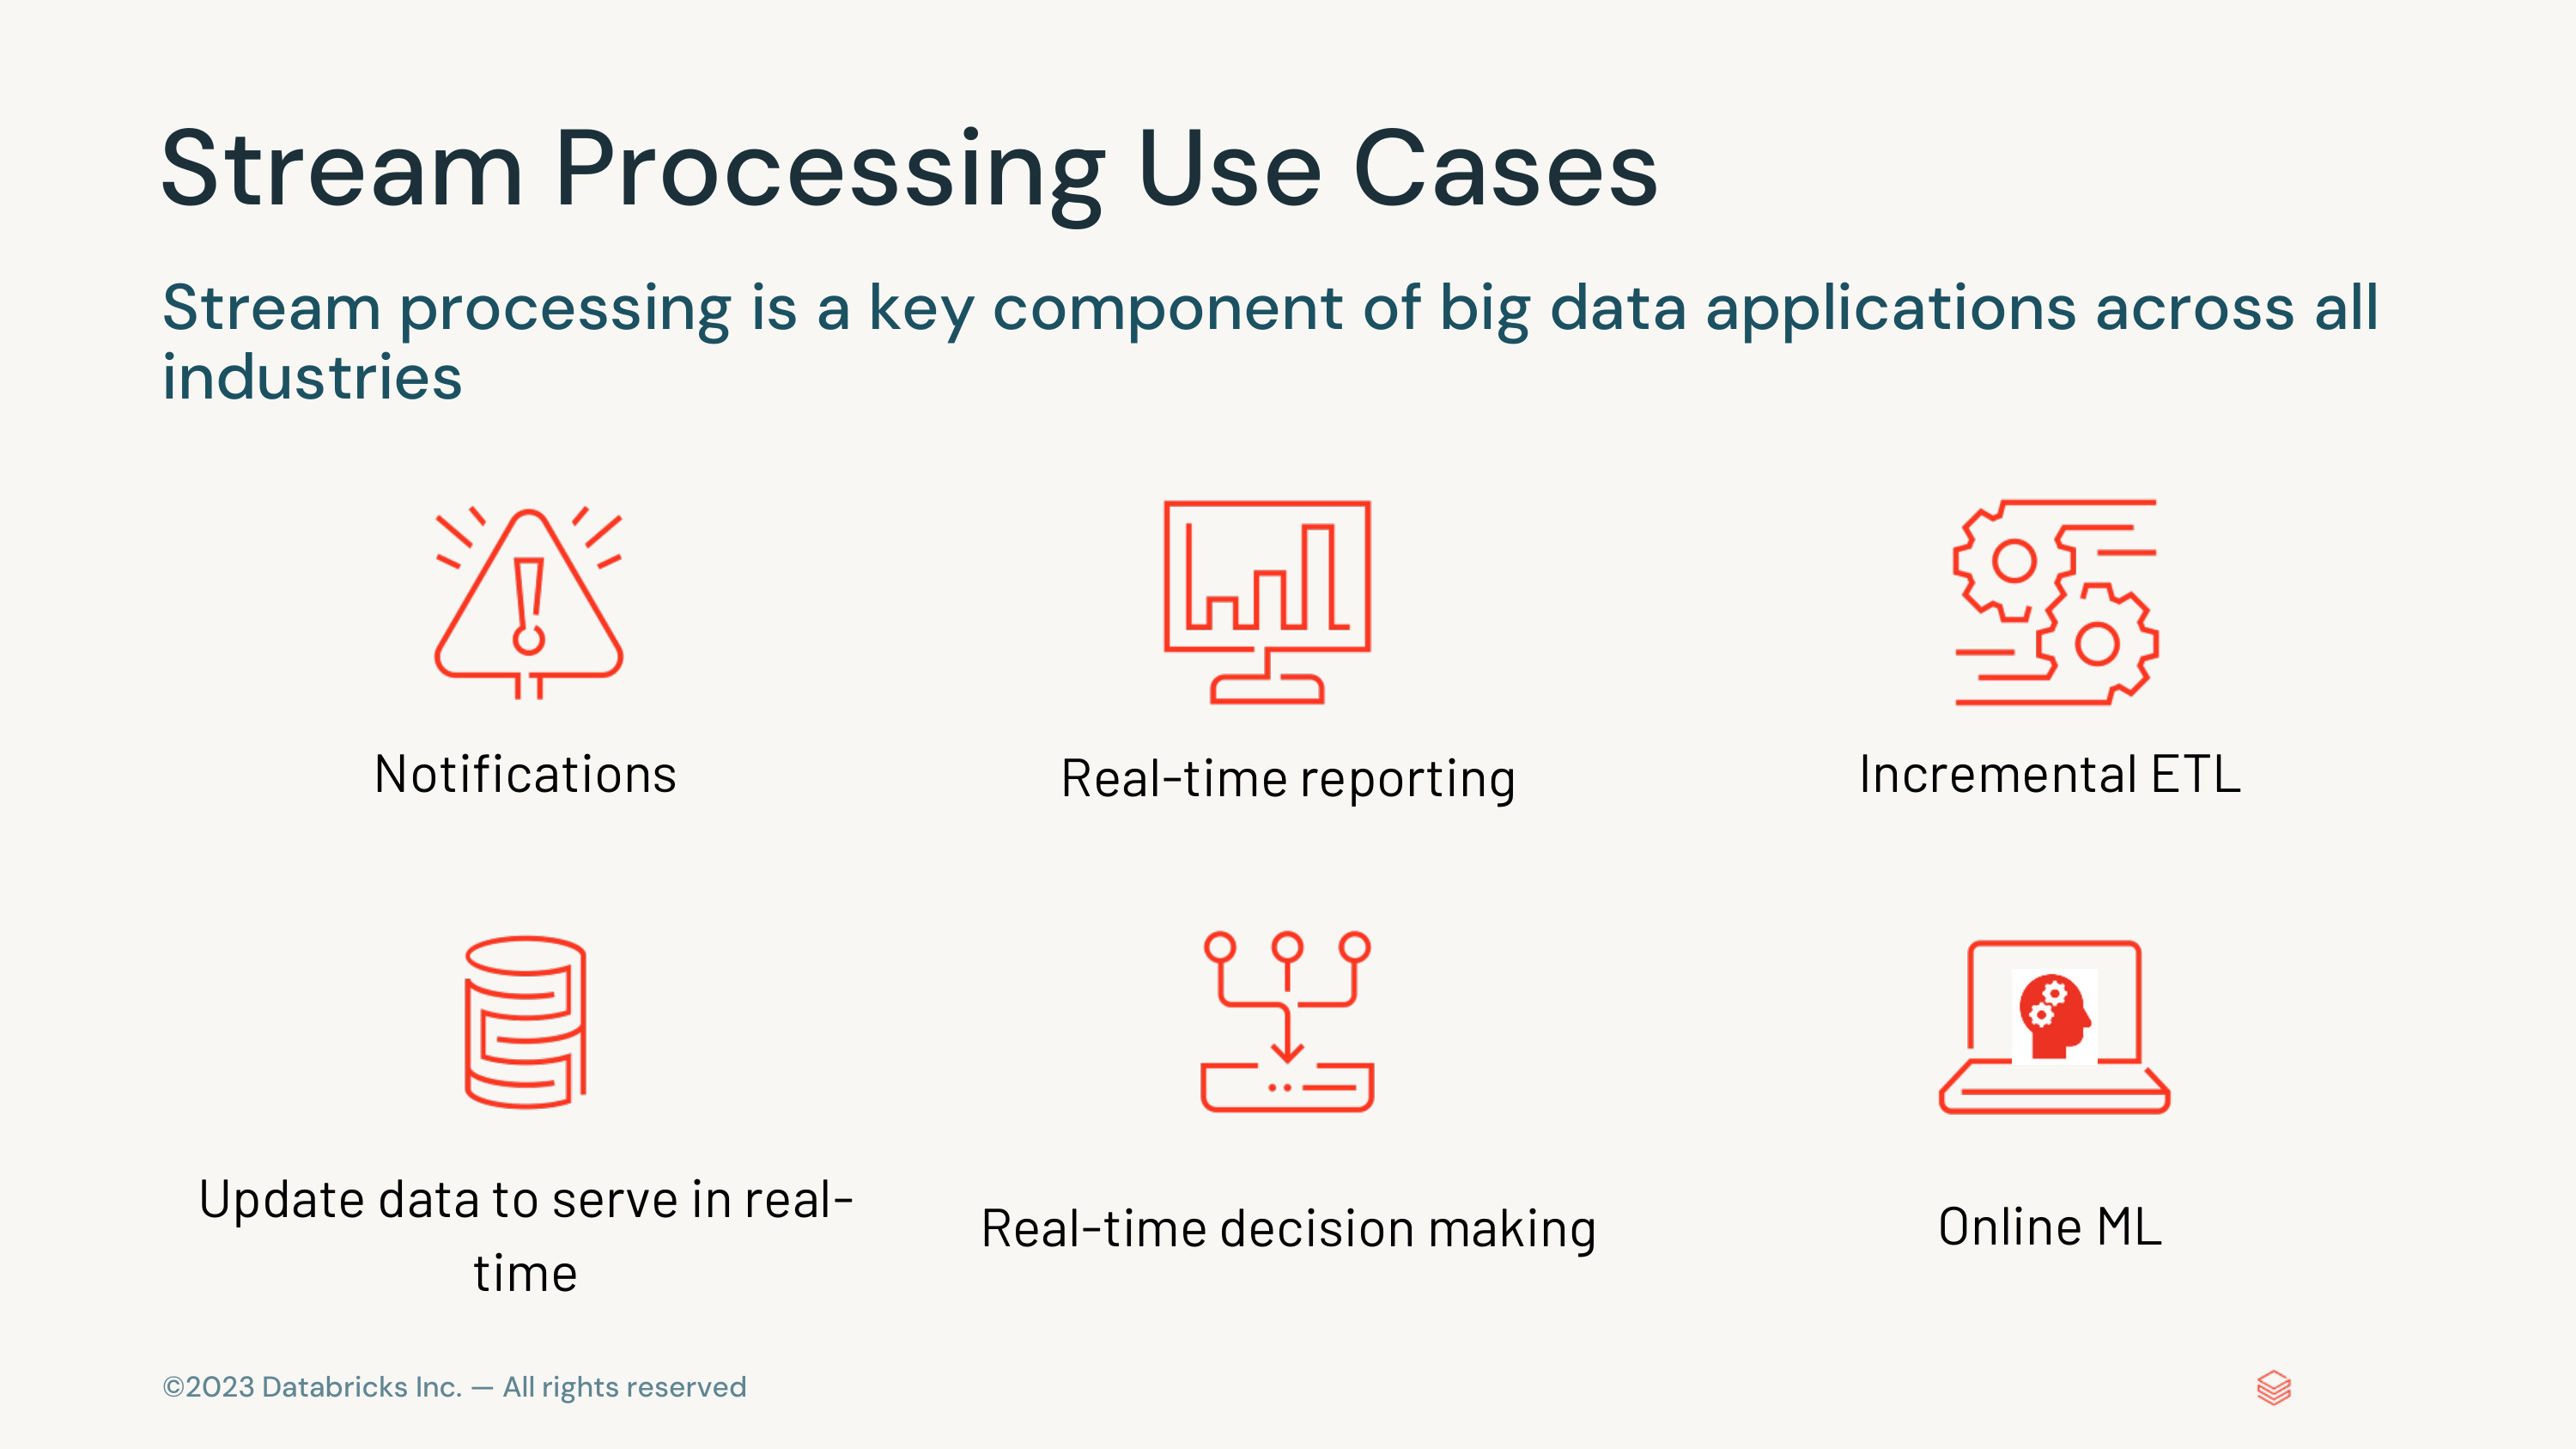 Stream Processing Use Cases
Stream processing is a key component of big data applications across all
industries
Notifications
Real-time reporting
Incremental ETL
Update data to serve in real-
time
Real-time decision making
Online ML
©2023 Databricks Inc. — All rights reserved